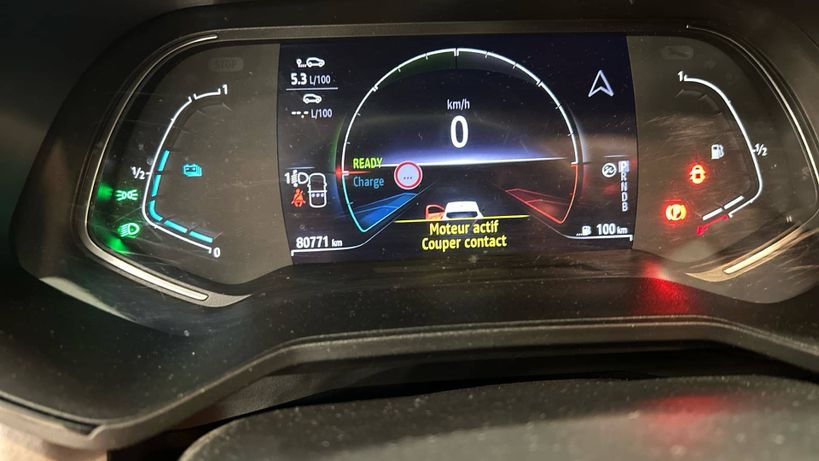 STOP
1
1/2
0
5.3 L/100
--.- L/100
km/h
0
READY
Charge
...
1
80771 km
Moteur actif
Couper contact
P
R
N
D
B
... 100 km
1
1/2